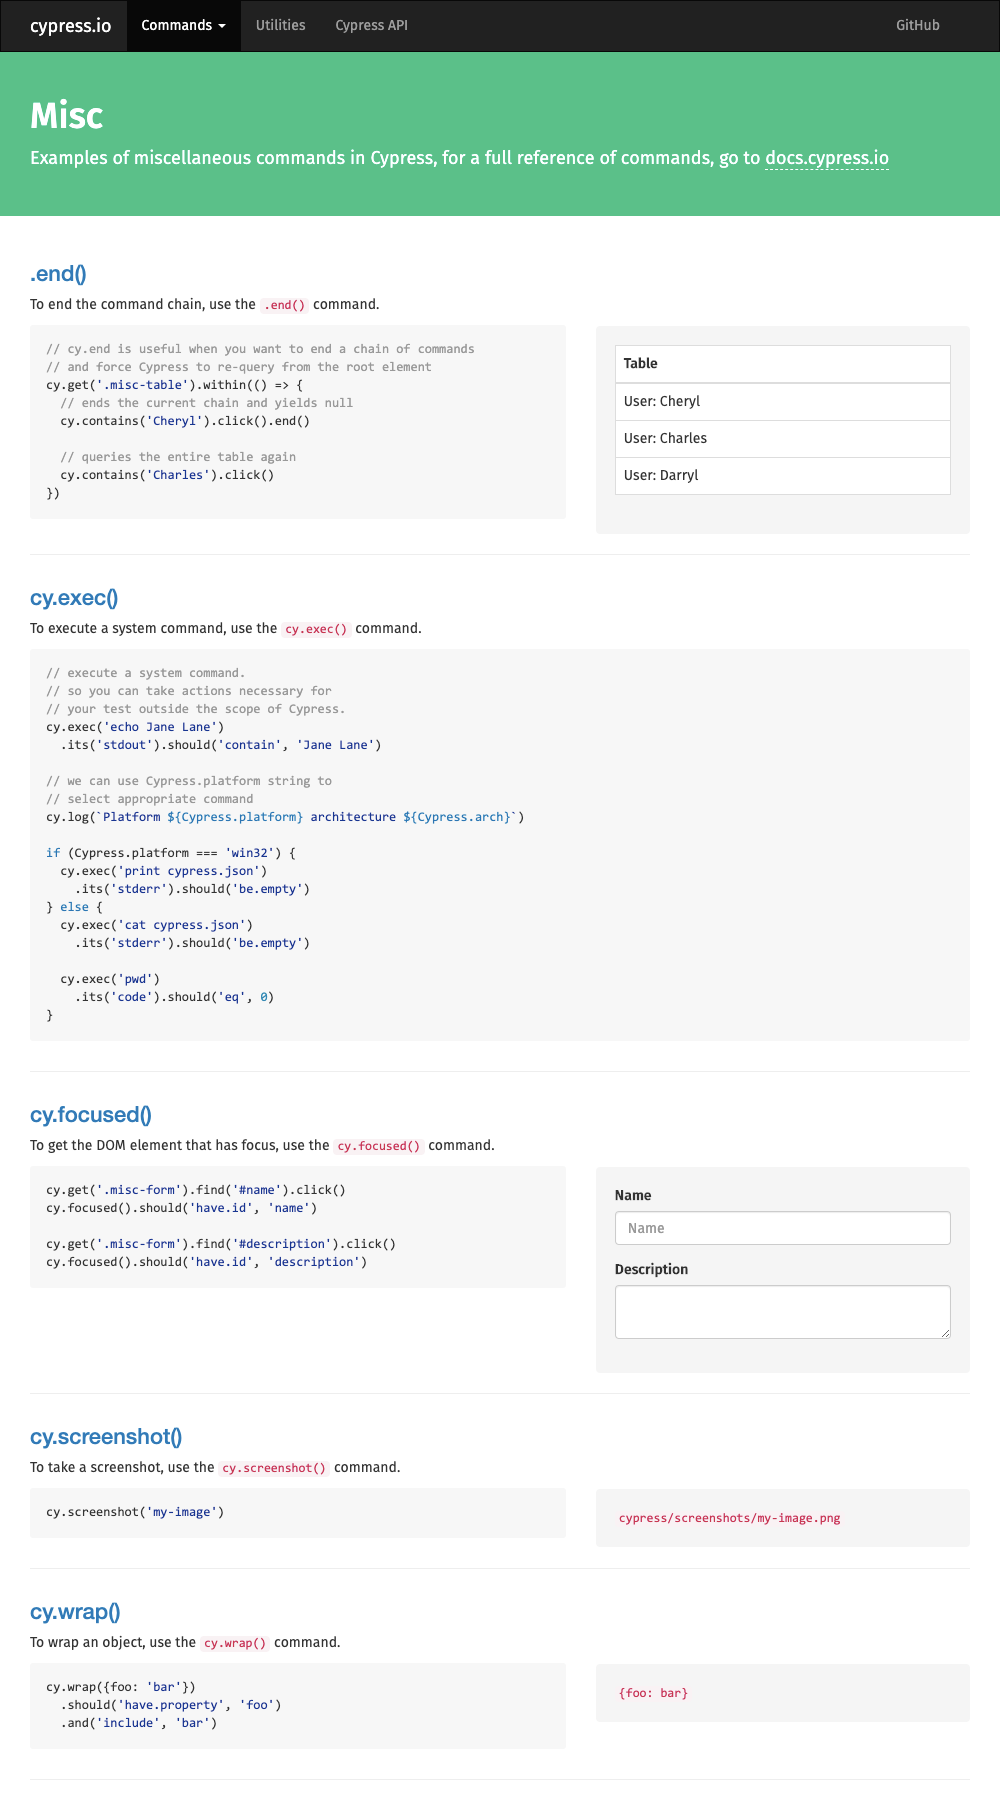 cypress.io Commands Utilities Cypress API GitHub
Misc
Examples of miscellaneous commands in Cypress, for a full reference of commands, go to docs.cypress.io
.end()
To end the command chain, use the .end() command.
// cy.end is useful when you want to end a chain of commands
// and force Cypress to re-query from the root element
cy.get('.misc-table').within(() => {
  // ends the current chain and yields null
  cy.contains('Cheryl').click().end()
  // queries the entire table again
  cy.contains('Charles').click()
})
Table
User: Cheryl
User: Charles
User: Darryl
cy.exec()
To execute a system command, use the cy.exec() command.
// execute a system command.
// so you can take actions necessary for
// your test outside the scope of Cypress.
cy.exec('echo Jane Lane')
  .its('stdout').should('contain', 'Jane Lane')
// we can use Cypress.platform string to
// select appropriate command
cy.log(`Platform ${Cypress.platform} architecture ${Cypress.arch}`)
if (Cypress.platform === 'win32') {
  cy.exec('print cypress.json')
    .its('stderr').should('be.empty')
} else {
  cy.exec('cat cypress.json')
    .its('stderr').should('be.empty')
  cy.exec('pwd')
    .its('code').should('eq', 0)
}
cy.focused()
To get the DOM element that has focus, use the cy.focused() command.
cy.get('.misc-form').find('#name').click()
cy.focused().should('have.id', 'name')
cy.get('.misc-form').find('#description').click()
cy.focused().should('have.id', 'description')
Name
Name
Description
cy.screenshot()
To take a screenshot, use the cy.screenshot() command.
cy.screenshot('my-image')
cypress/screenshots/my-image.png
cy.wrap()
To wrap an object, use the cy.wrap() command.
cy.wrap({foo: 'bar'})
  .should('have.property', 'foo')
  .and('include', 'bar')
{foo: bar}